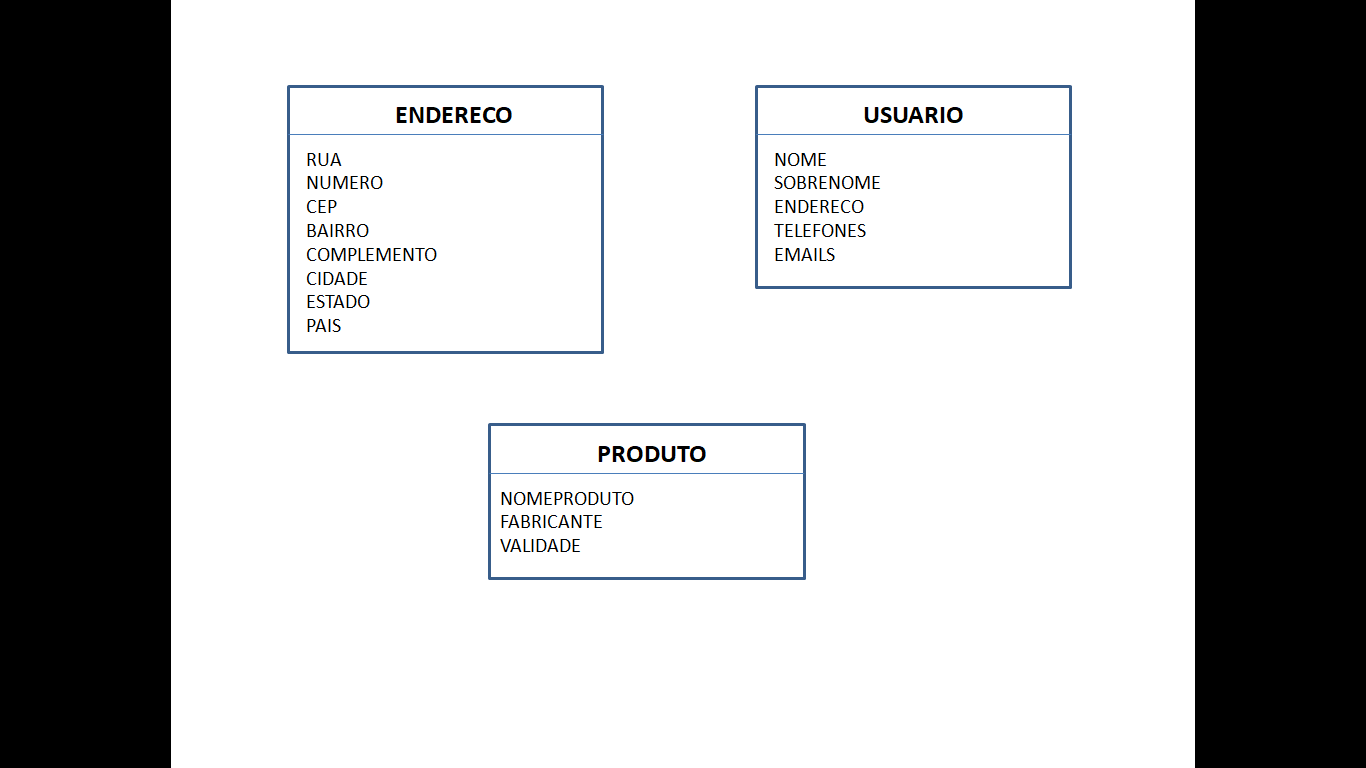 ENDERECO
RUA
NUMERO
CEP
BAIRRO
COMPLEMENTO
CIDADE
ESTADO
PAIS
USUARIO
NOME
SOBRENOME
ENDERECO
TELEFONES
EMAILS
PRODUTO
NOMEPRODUTO
FABRICANTE
VALIDADE